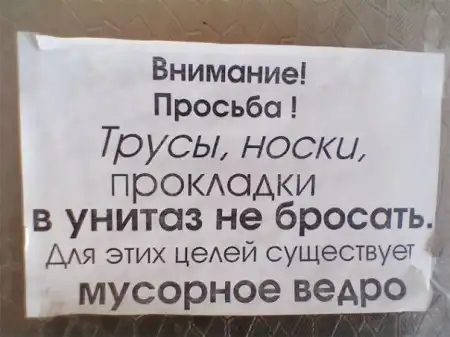 Внимание!
Просьба !
Трусы, носки,
прокладки
в унитаз не бросать.
Для этих целей существует
мусорное ведро